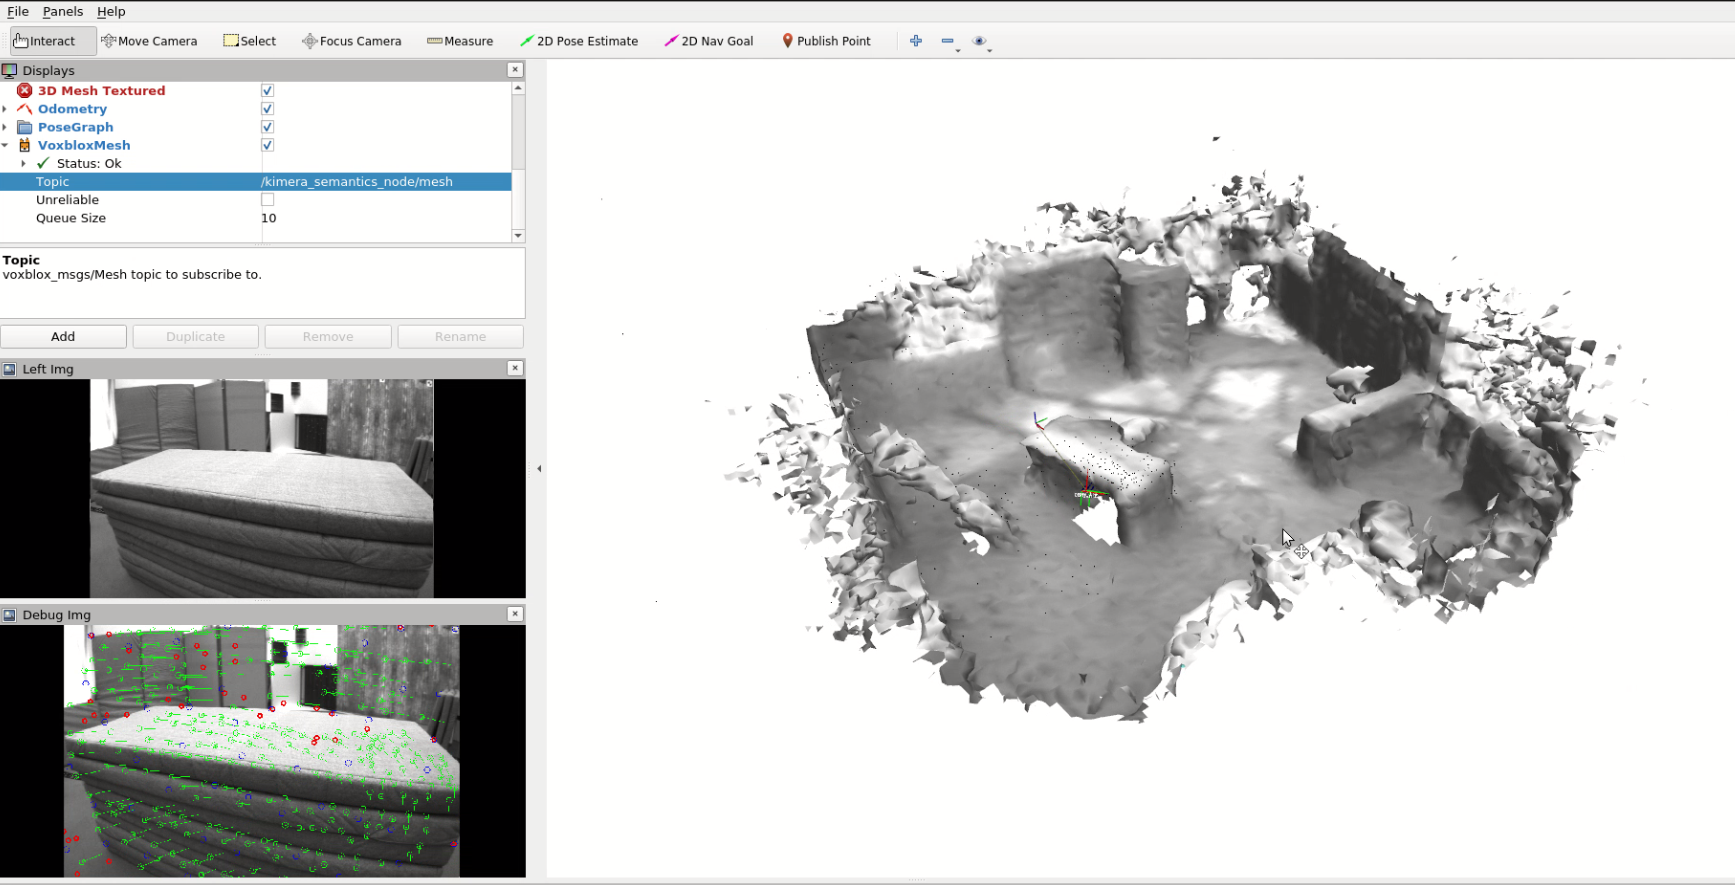 File Panels Help
Interact Move Camera Select Focus Camera Measure 2D Pose Estimate 2D Nav Goal Publish Point
Displays
3D Mesh Textured
Odometry
PoseGraph
VoxbloxMesh
Status: Ok
Topic /kimera_semantics_node/mesh
Unreliable
Queue Size 10
Topic
voxblox_msgs/Mesh topic to subscribe to.
Add Duplicate Remove Rename
Left Img
Debug Img